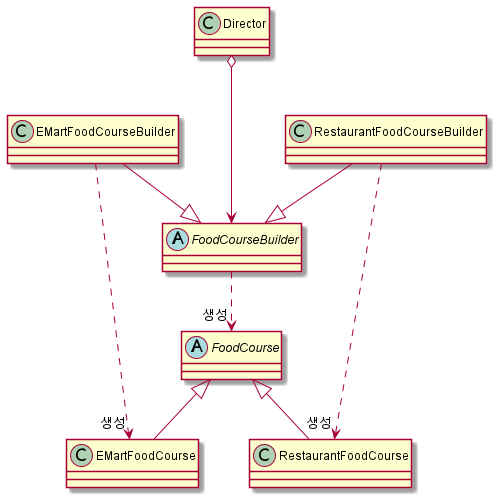 C Director
C EMartFoodCourseBuilder
C RestaurantFoodCourseBuilder
A FoodCourseBuilder
생성
A FoodCourse
생성
생성
C EMartFoodCourse
C RestaurantFoodCourse